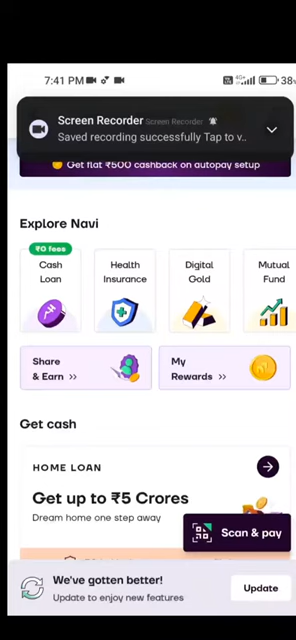 7:41 PM
4G+
38
Screen Recorder Screen Recorder
Saved recording successfully Tap to v..
Get flat ₹500 cashback on autopay setup
Explore Navi
₹0 fees
Cash
Loan
Health
Insurance
Digital
Gold
Mutual
Fund
Share
& Earn >>
My
Rewards >>
Get cash
HOME LOAN
Get up to ₹5 Crores
Dream home one step away
Scan & pay
We've gotten better!
Update to enjoy new features
Update